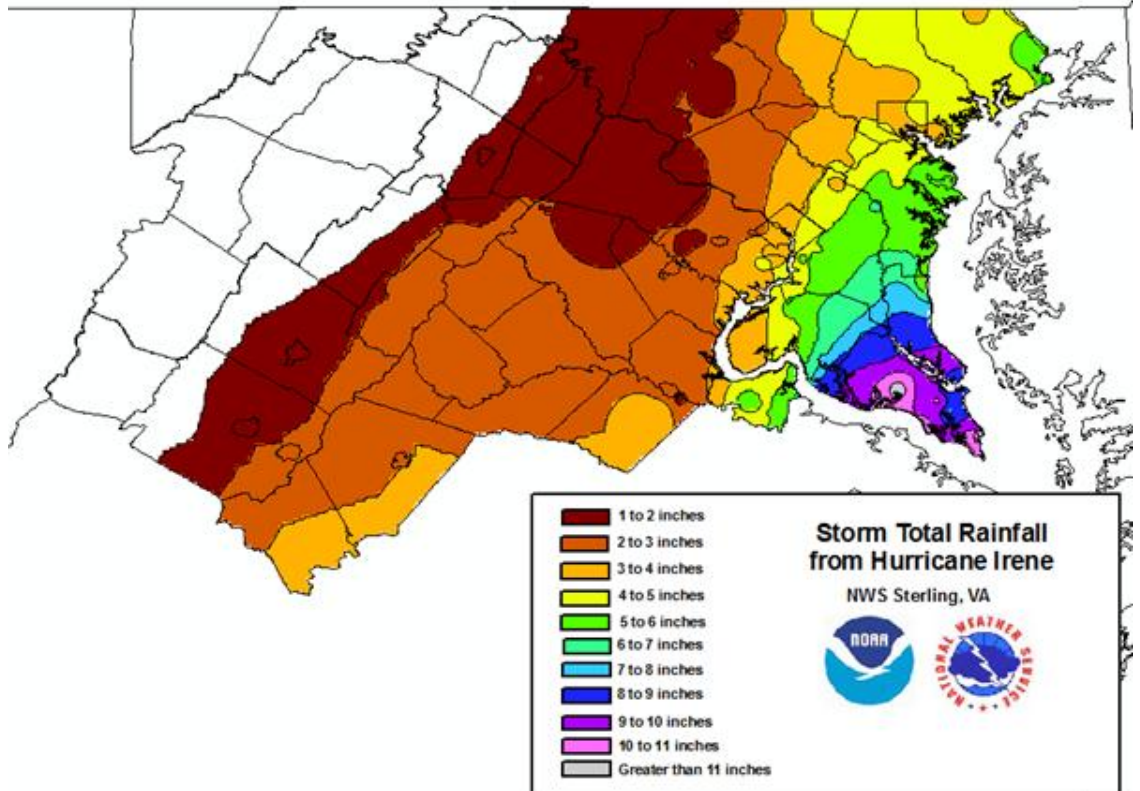 1 to 2 inches
2 to 3 inches
3 to 4 inches
4 to 5 inches
5 to 6 inches
6 to 7 inches
7 to 8 inches
8 to 9 inches
9 to 10 inches
10 to 11 inches
Greater than 11 inches
Storm Total Rainfall
from Hurricane Irene
NWS Sterling, VA
NOAA
NATIONAL WEATHER SERVICE